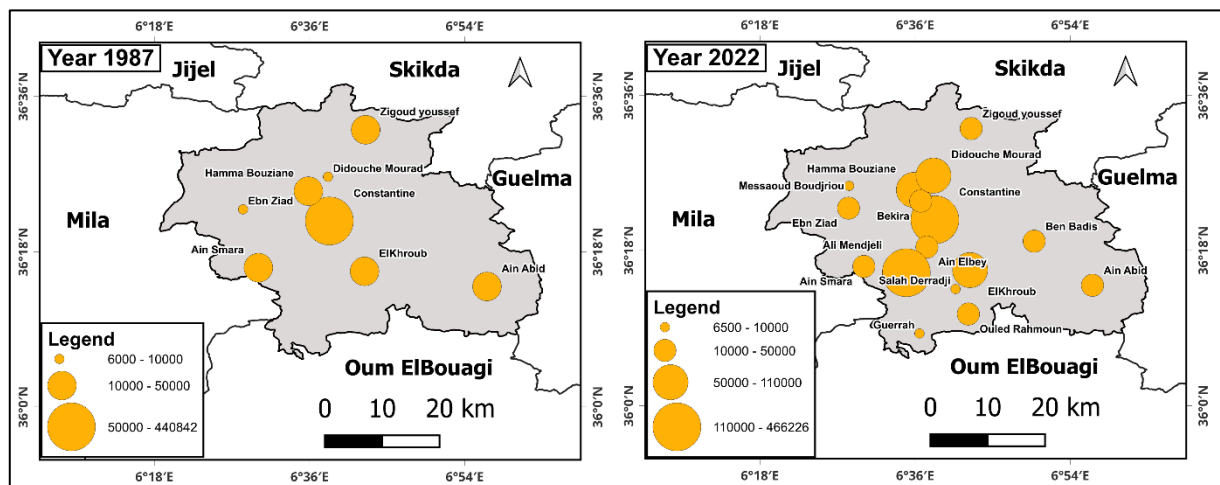 6°18′E 6°36′E 6°54′E
Year 1987
Jijel
Skikda
36°36′N
36°36′N
Zigoud youssef
Hamma Bouziane
Didouche Mourad
Guelma
Constantine
Mila
Ebn Ziad
36°18′N
36°18′N
Ain Smara
ElKhroub
Ain Abid
Legend
6000 - 10000
10000 - 50000
50000 - 440842
Oum ElBouagi
0 10 20 km
36°0′N
36°0′N
6°18′E 6°36′E 6°54′E
6°18′E 6°36′E 6°54′E
Year 2022
Jijel
Skikda
36°36′N
36°36′N
Zigoud youssef
Didouche Mourad
Hamma Bouziane
Guelma
Messaoud Boudjriou
Constantine
Mila
Ebn Ziad
Bekira
Ben Badis
36°18′N
36°18′N
Ali Mendjeli
Ain Elbey
Ain Smara
Salah Derradji
Ain Abid
ElKhroub
Guerrah
Ouled Rahmoun
Legend
6500 - 10000
10000 - 50000
50000 - 110000
110000 - 466226
Oum ElBouagi
0 10 20 km
36°0′N
36°0′N
6°18′E 6°36′E 6°54′E